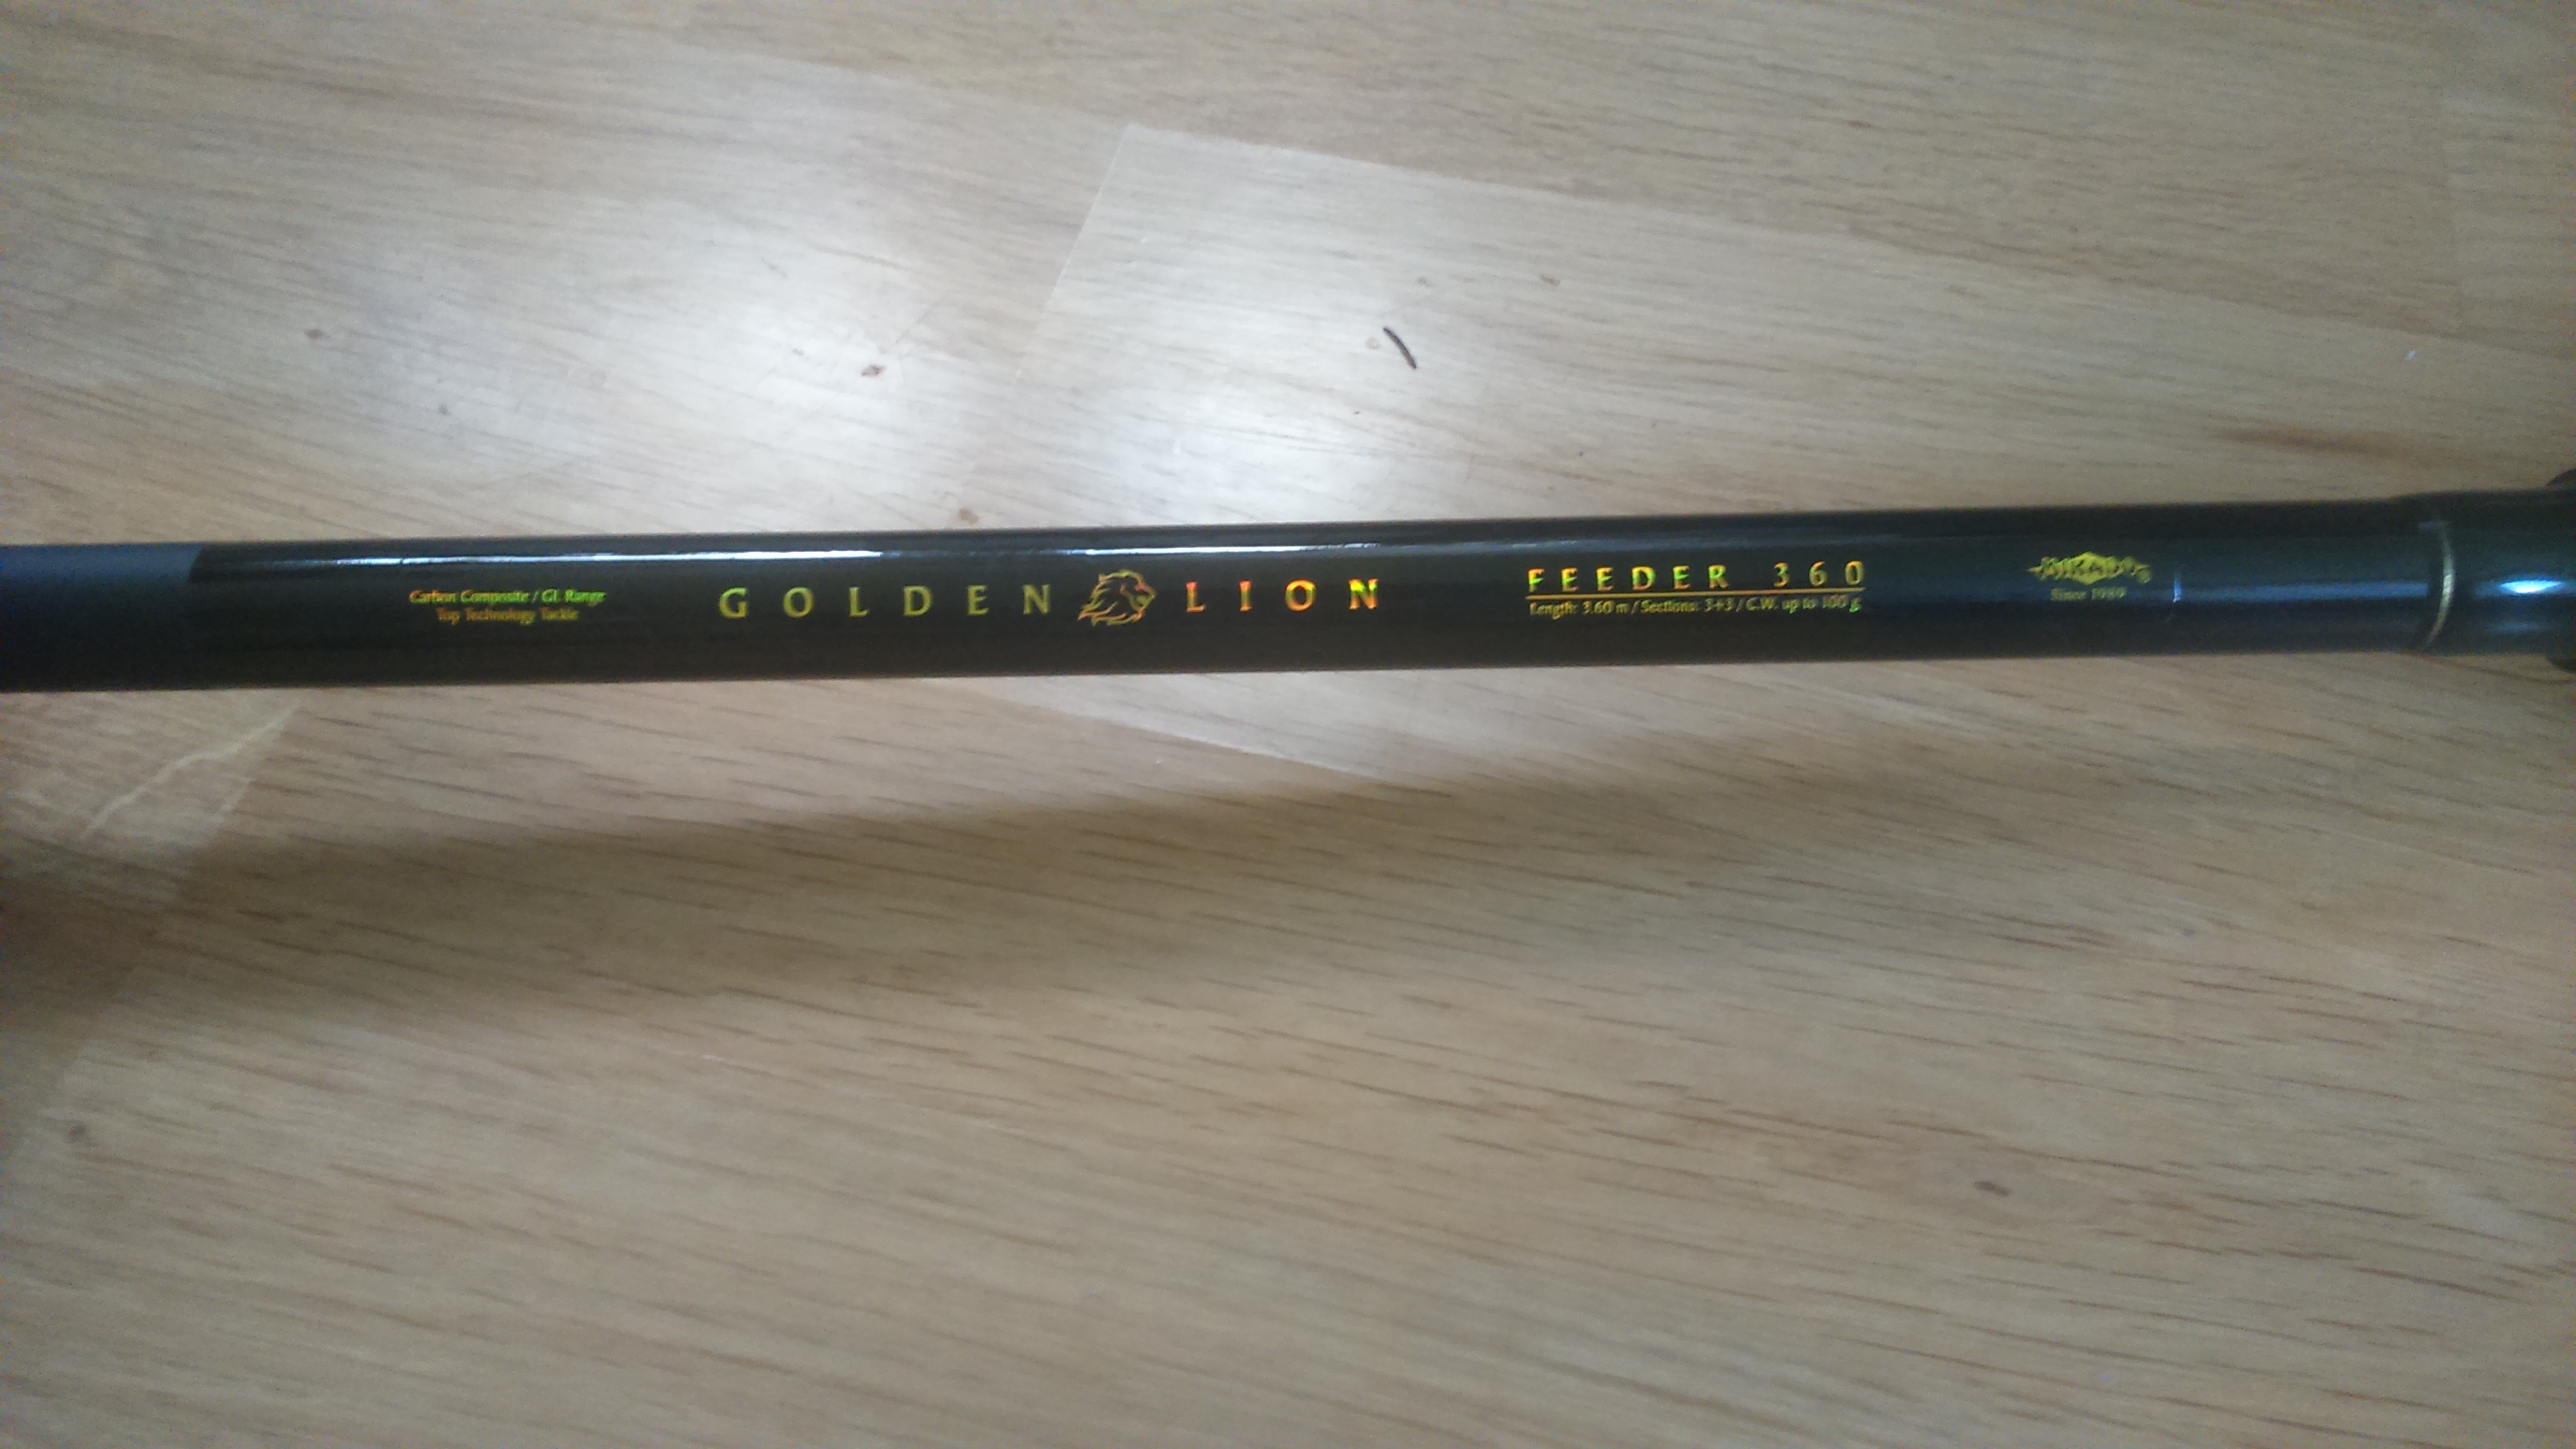 Carbon Composite / GL Range
Top Technology Tackle
GOLDEN LION
FEEDER 360
Length: 3.60 m / Sections: 3+3 / C.W. up to 100 g
MIKADO
Since 1989